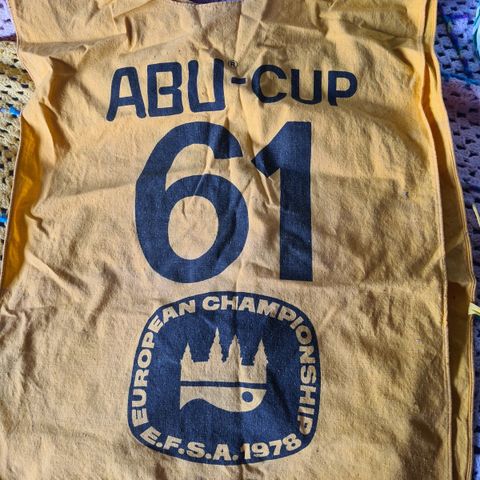 ABU®-CUP
61
EUROPEAN CHAMPIONSHIP
E.F.S.A. 1978